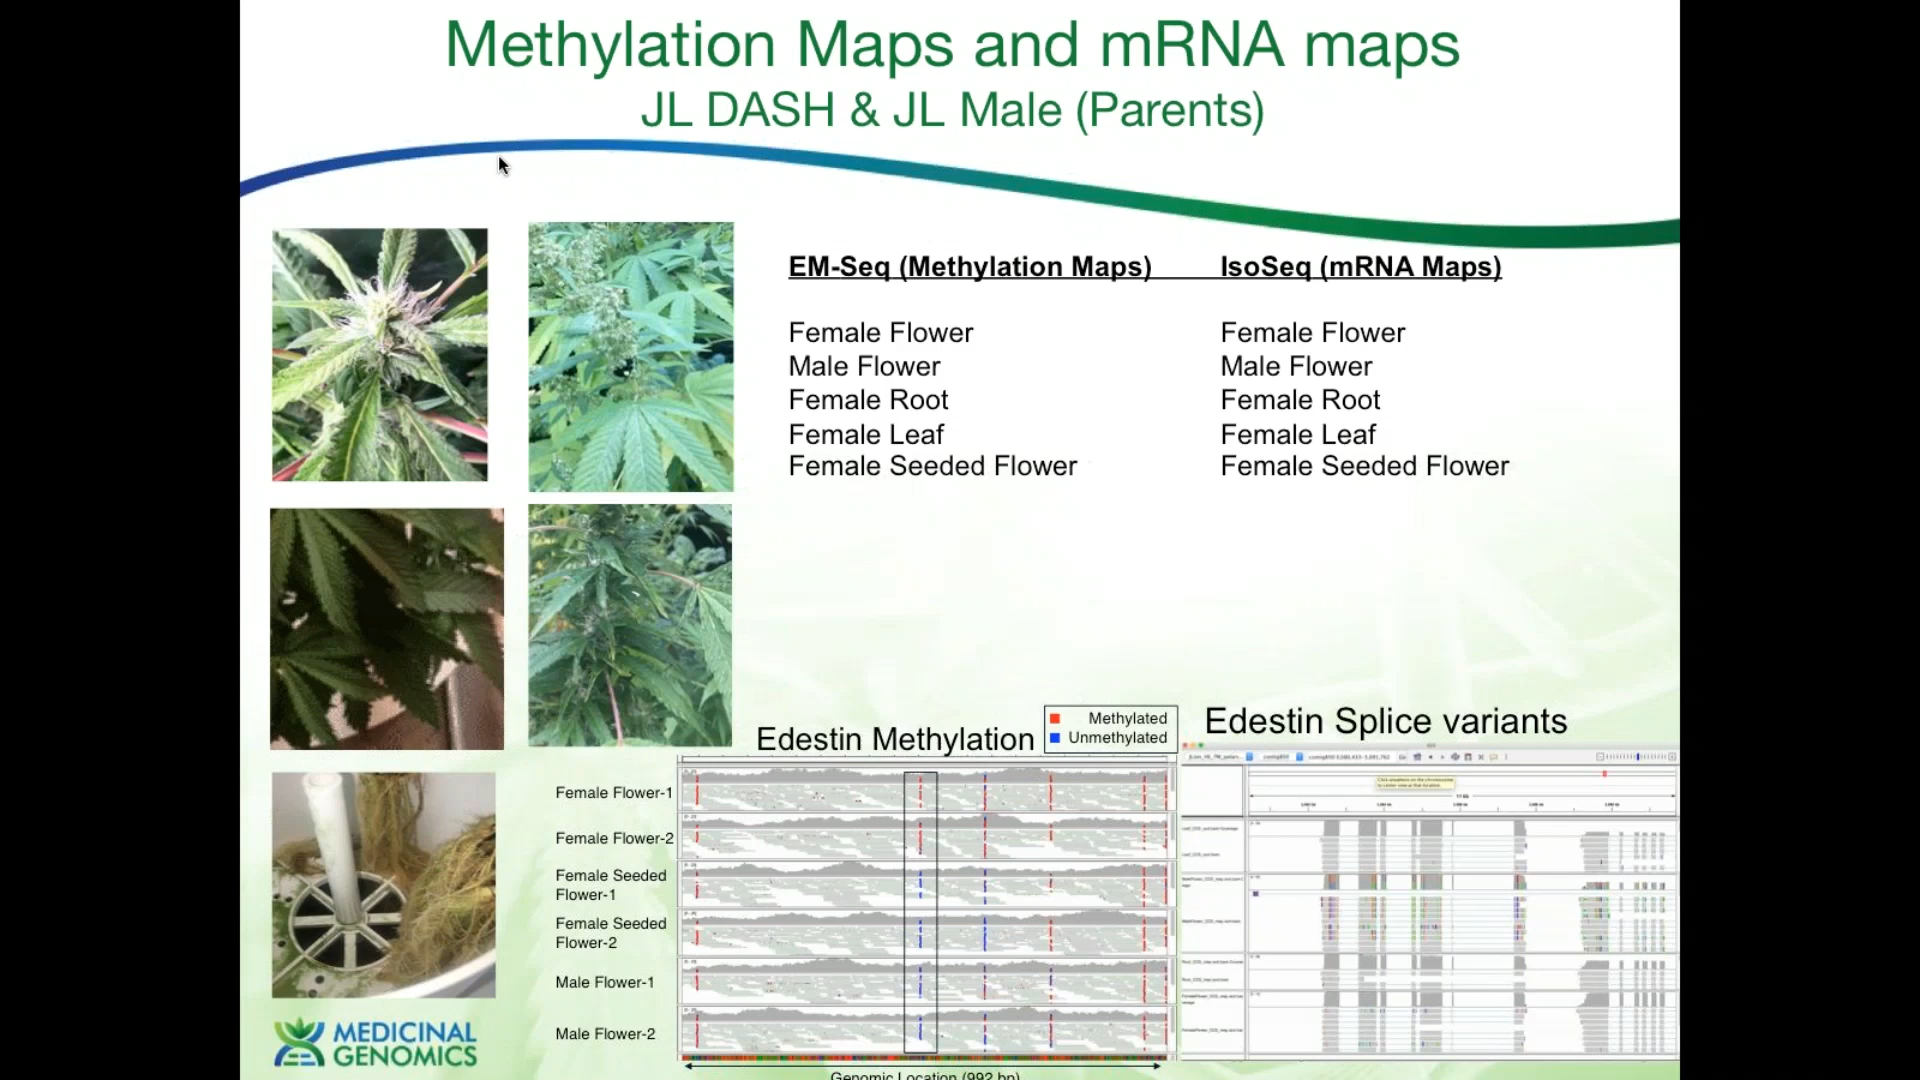 Methylation Maps and mRNA maps
JL DASH & JL Male (Parents)
EM-Seq (Methylation Maps)
Female Flower
Male Flower
Female Root
Female Leaf
Female Seeded Flower
IsoSeq (mRNA Maps)
Female Flower
Male Flower
Female Root
Female Leaf
Female Seeded Flower
Edestin Methylation
Methylated
Unmethylated
Edestin Splice variants
Female Flower-1
Female Flower-2
Female Seeded
Flower-1
Female Seeded
Flower-2
Male Flower-1
Male Flower-2
Genomic Location (992 bp)
MEDICINAL
GENOMICS